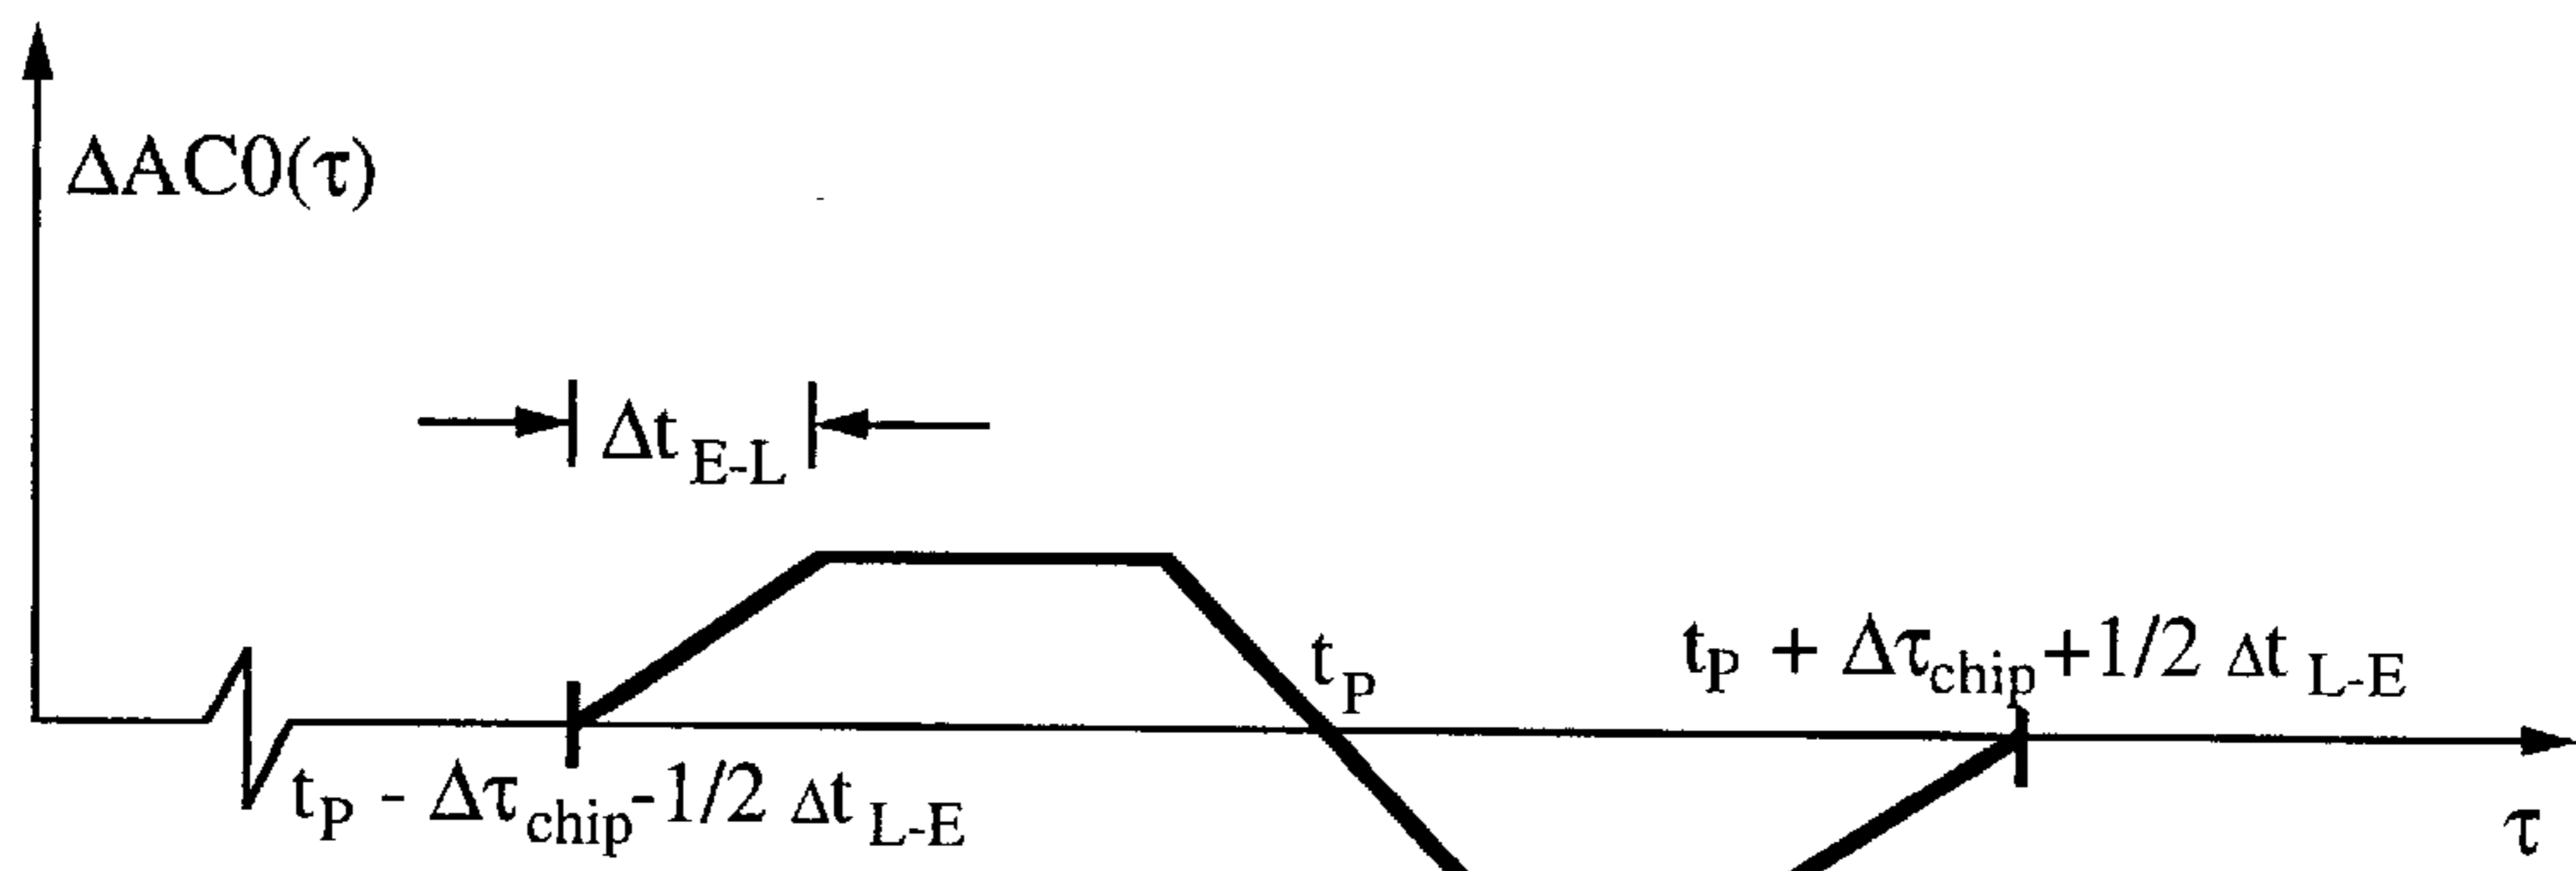 ΔAC0(τ)
Δt E-L
t P
t P + Δτ chip +1/2 Δt L-E
t P - Δτ chip -1/2 Δt L-E
τ